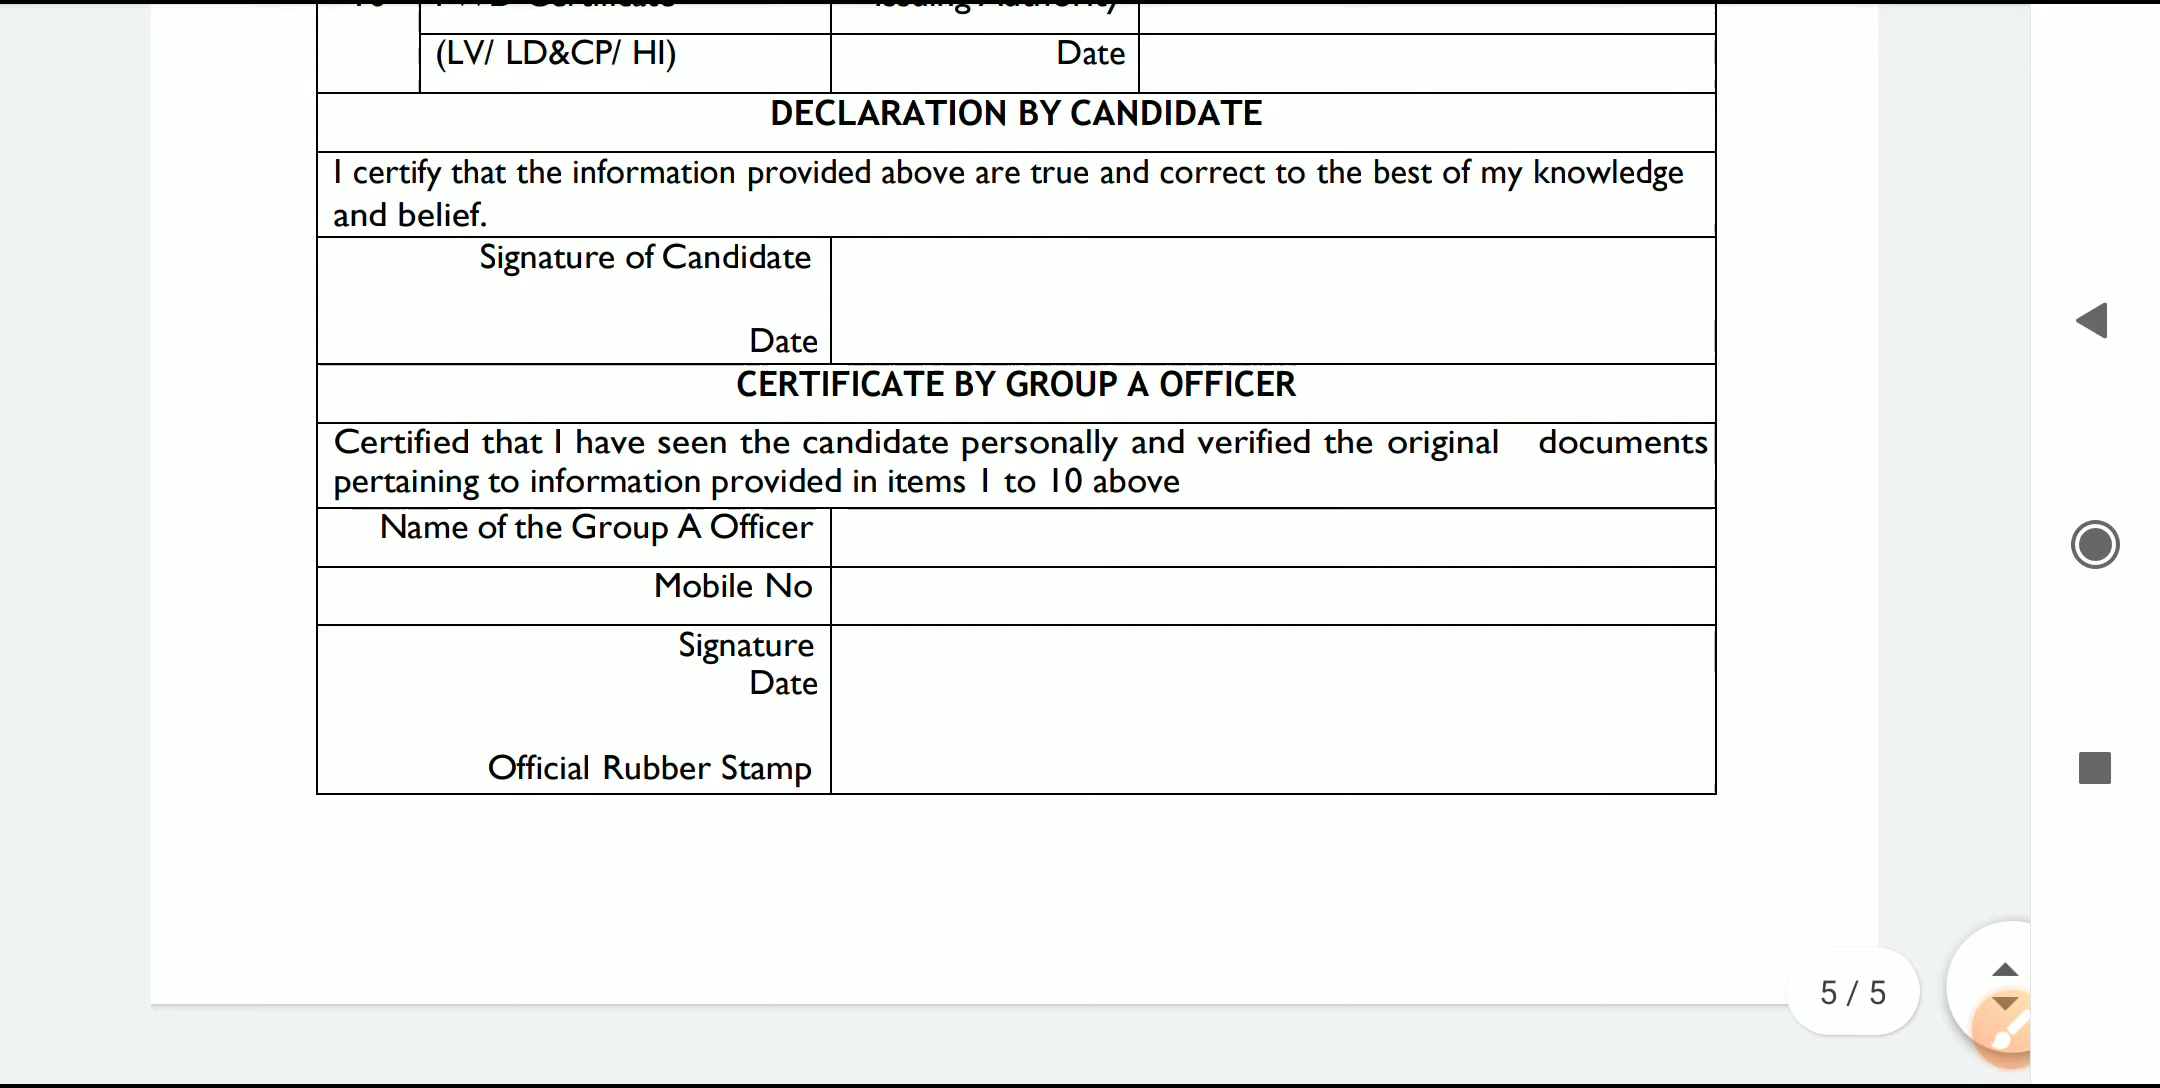 (LV/ LD&CP/ HI) Date
DECLARATION BY CANDIDATE
I certify that the information provided above are true and correct to the best of my knowledge
and belief.
Signature of Candidate
Date
CERTIFICATE BY GROUP A OFFICER
Certified that I have seen the candidate personally and verified the original documents
pertaining to information provided in items 1 to 10 above
Name of the Group A Officer
Mobile No
Signature
Date
Official Rubber Stamp
5 / 5